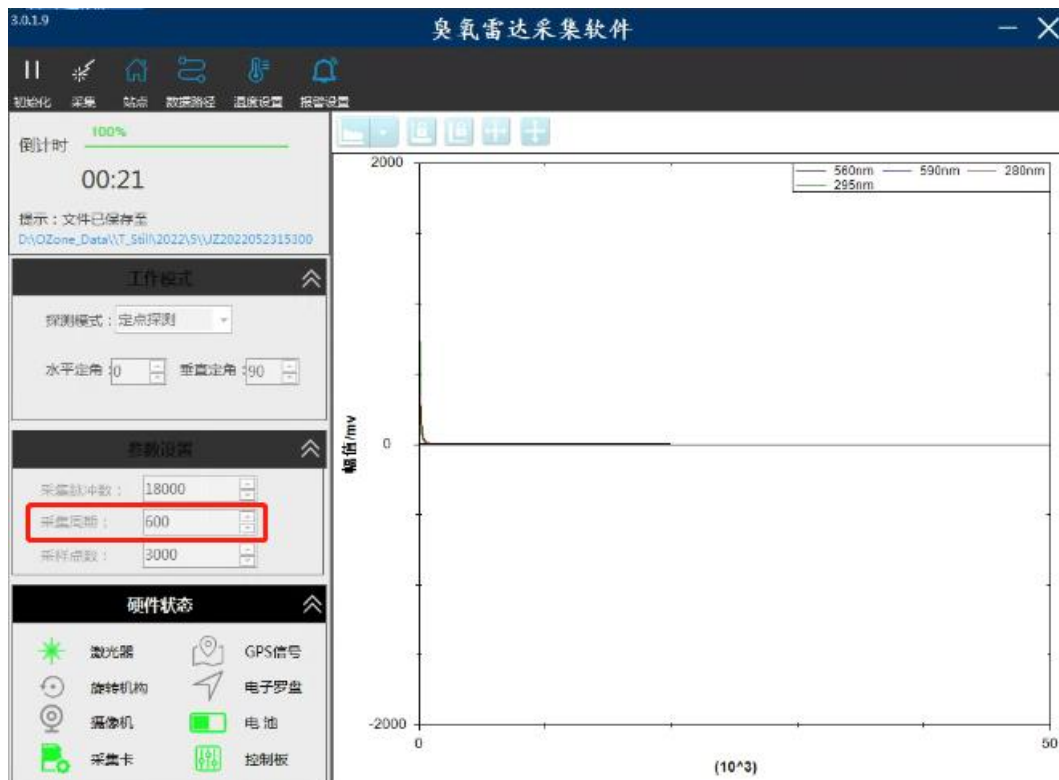 3.0.1.9
臭氧雷达采集软件
初始化 采集 站点 数据路径 温度设置 报警设置
倒计时 100%
00:21
提示：文件已保存至
D:\OZone_Data\\T_Still\2022\5\\JZ2022052315300
工作模式
探测模式：定点探测
水平定角：0 垂直定角：90
参数设置
采集脉冲数： 18000
采集周期： 600
采样点数： 3000
硬件状态
激光器 GPS信号
旋转机构 电子罗盘
摄像机 电池
采集卡 控制板
2000
560nm 590nm 280nm
295nm
幅值/mv
0
-2000
0 50
(10^3)